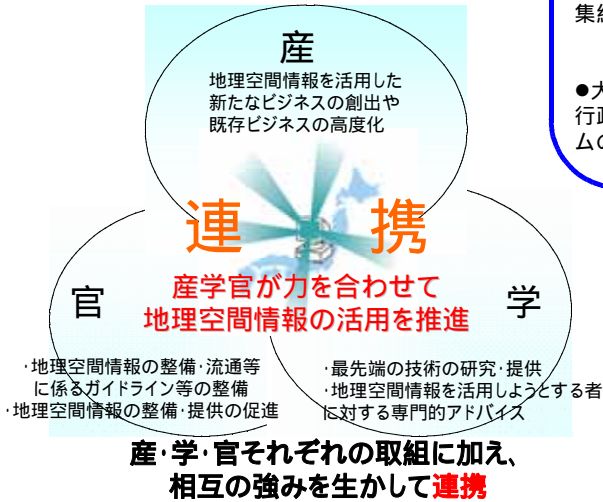 産
地理空間情報を活用した
新たなビジネスの創出や
既存ビジネスの高度化
連携
産学官が力を合わせて
地理空間情報の活用を推進
官
・地理空間情報の整備・流通等
に係るガイドライン等の整備
・地理空間情報の整備・提供の促進
学
・最先端の技術の研究・提供
・地理空間情報を活用しようとする者
に対する専門的アドバイス
産・学・官それぞれの取組に加え、
相互の強みを生かして連携
集
●大
行政
ムの